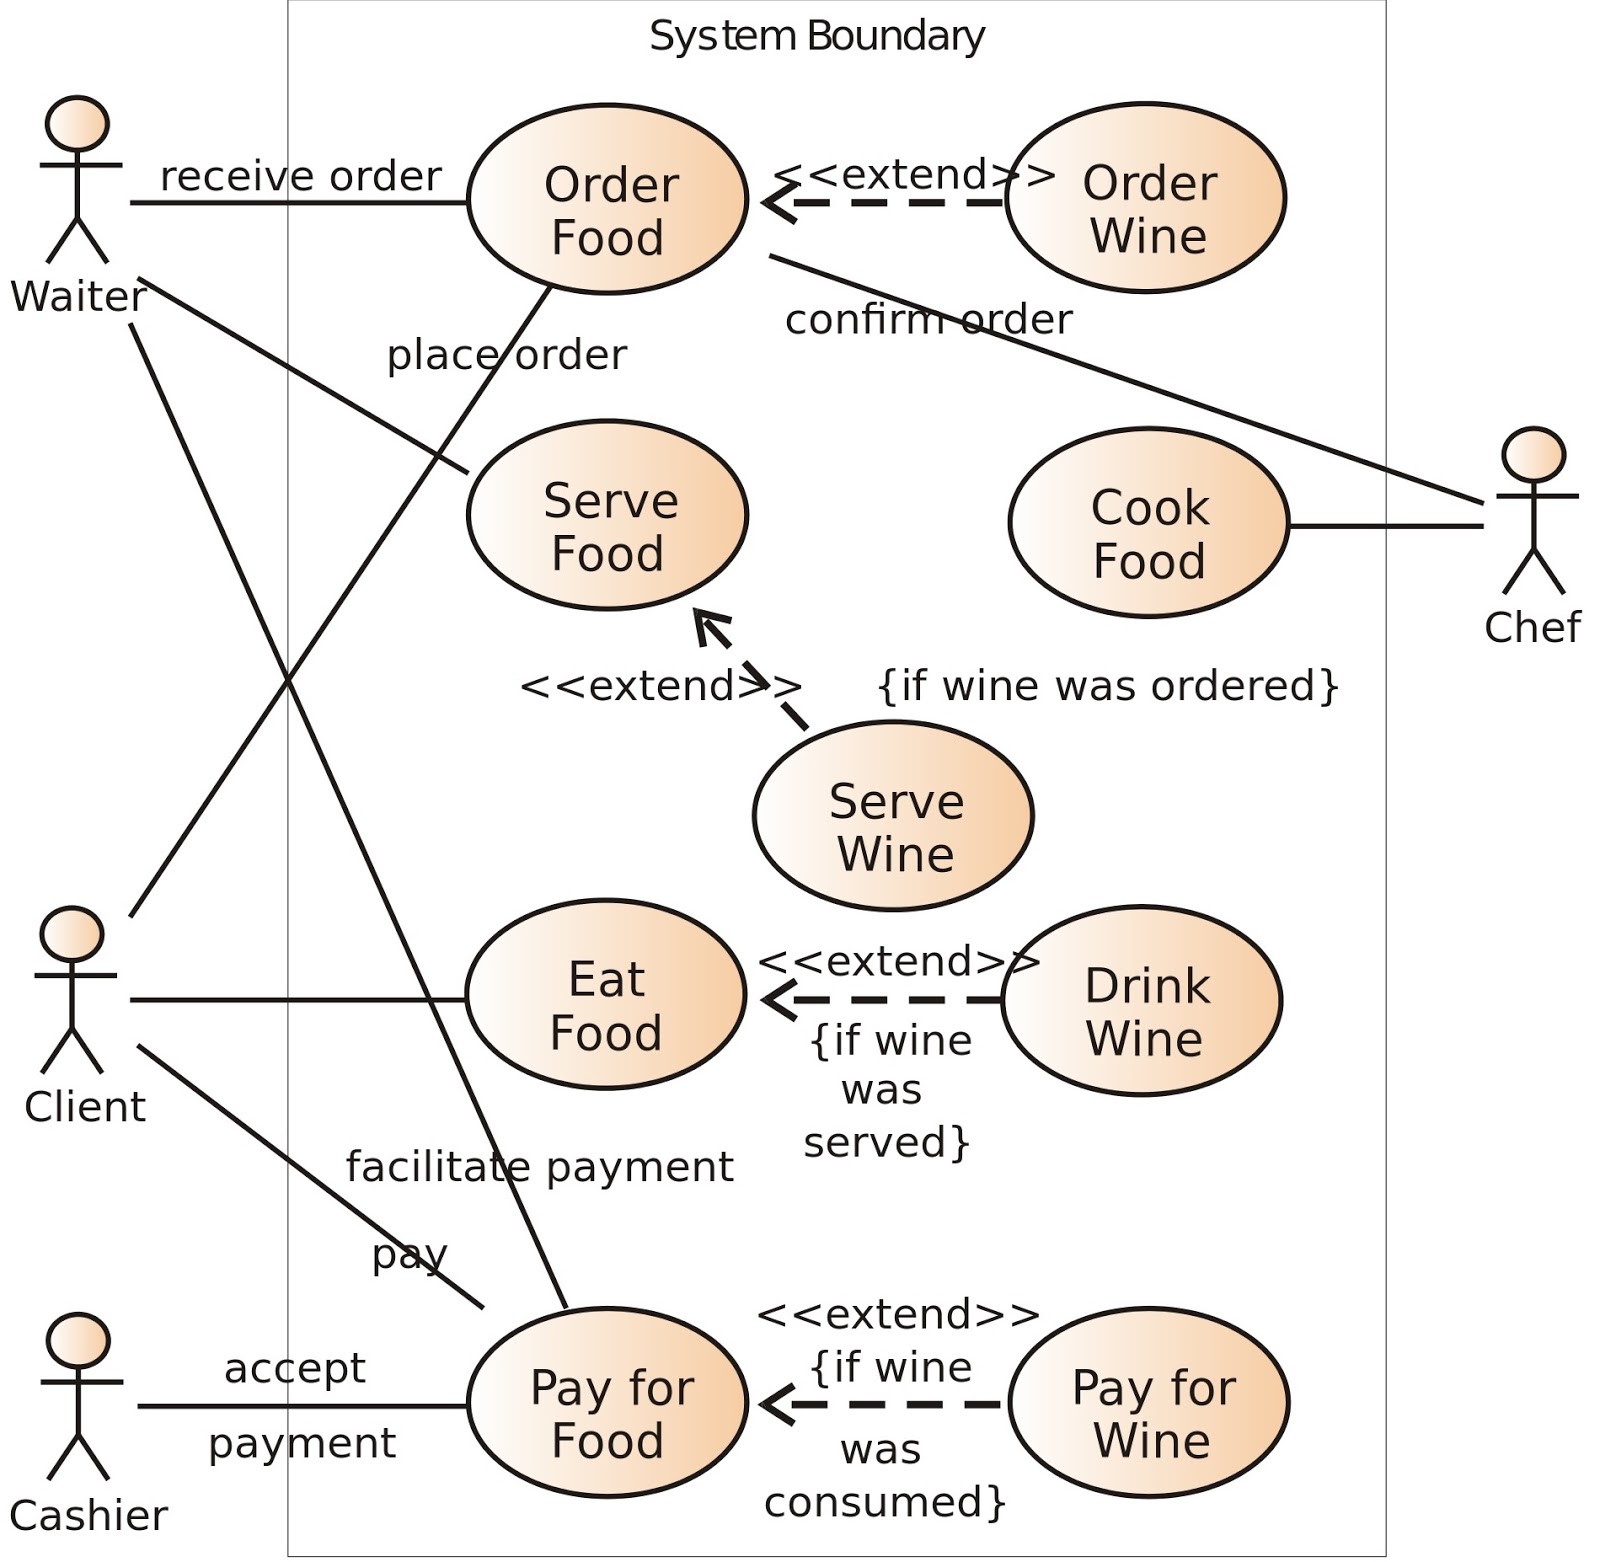 System Boundary
receive order
Order
Food
<<extend>>
Order
Wine
Waiter
place order
confirm order
Serve
Food
Cook
Food
Chef
<<extend>>
{if wine was ordered}
Serve
Wine
Eat
Food
<<extend>>
{if wine
was
served}
Drink
Wine
Client
facilitate payment
pay
accept
payment
Pay for
Food
<<extend>>
{if wine
was
consumed}
Pay for
Wine
Cashier